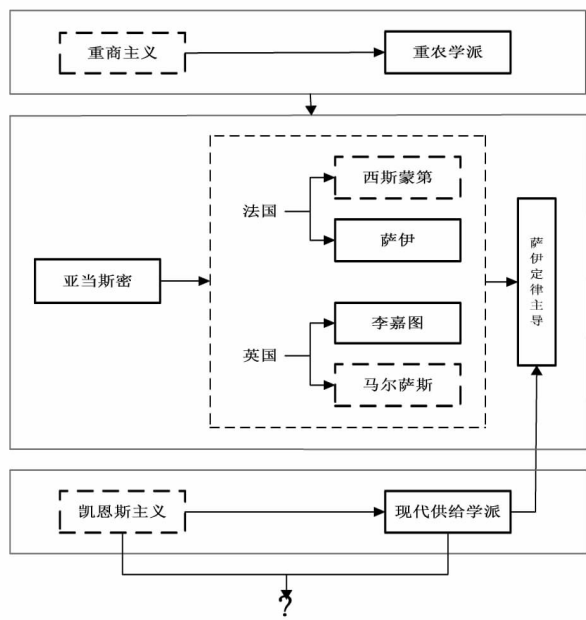 重商主义
重农学派
西斯蒙第
法国
萨伊
亚当斯密
萨伊定律主导
李嘉图
英国
马尔萨斯
凯恩斯主义
现代供给学派
?